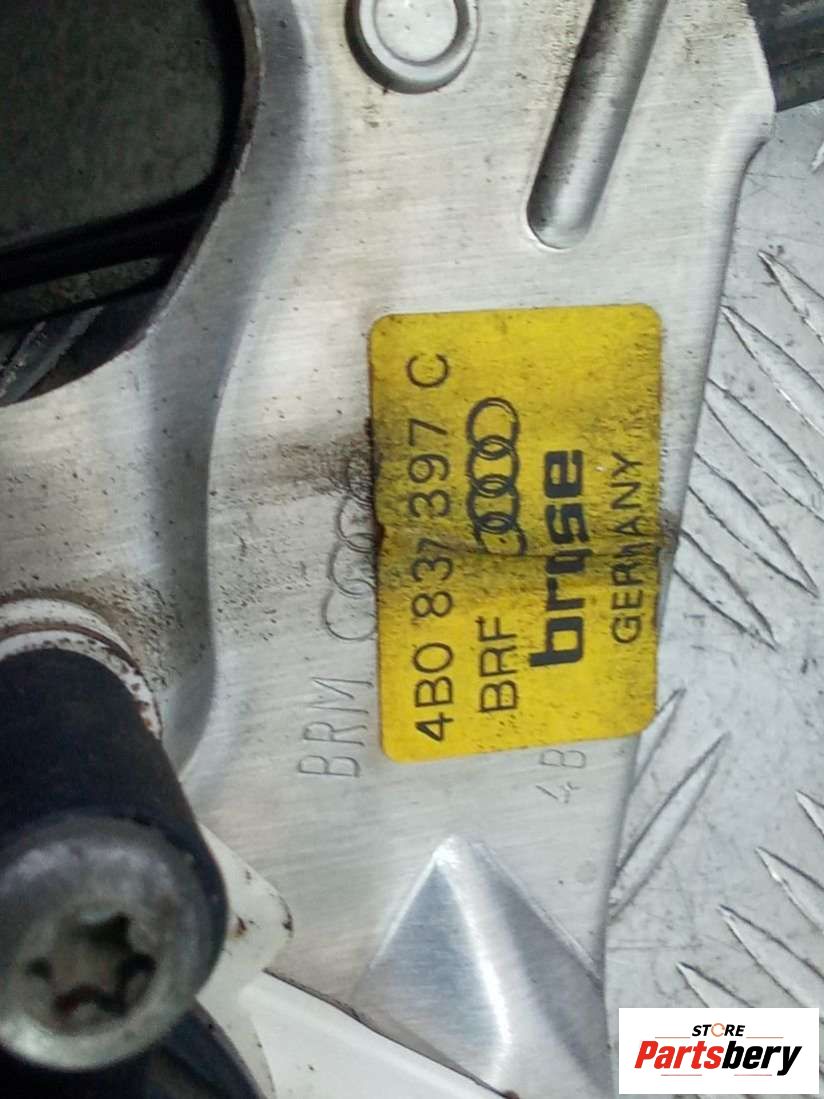 4B0 837 397 C
BRF
brose
GERMANY
BRM
4B
STORE
Partsbery